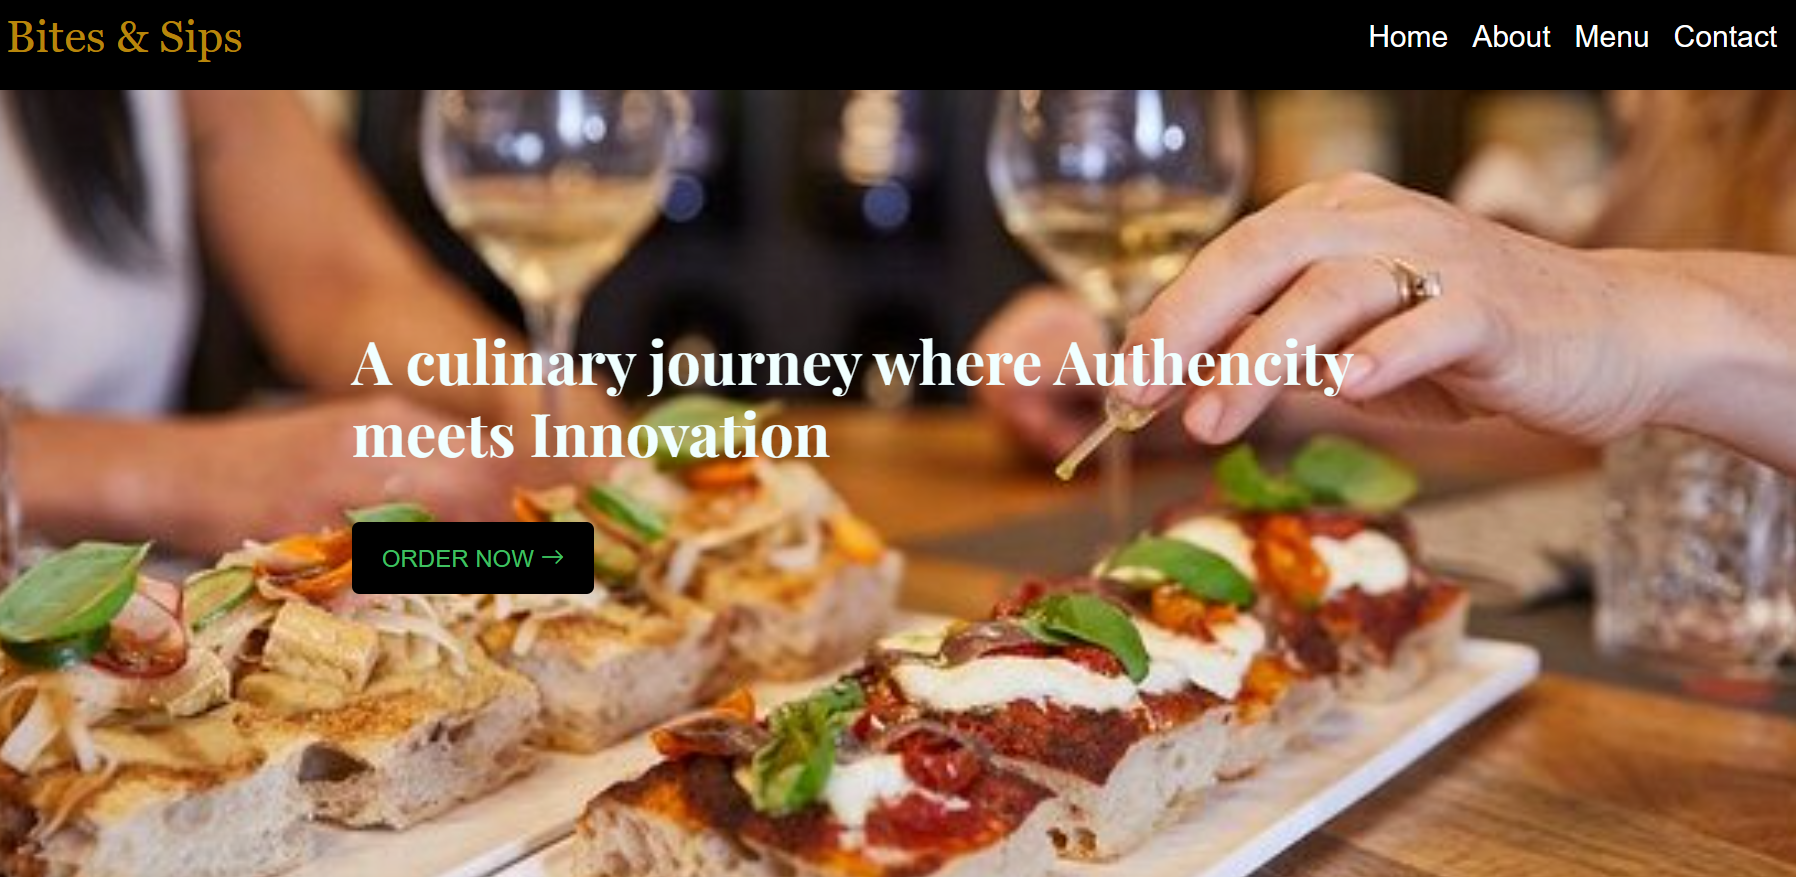 Bites & Sips
Home About Menu Contact
A culinary journey where Authencity
meets Innovation
ORDER NOW →